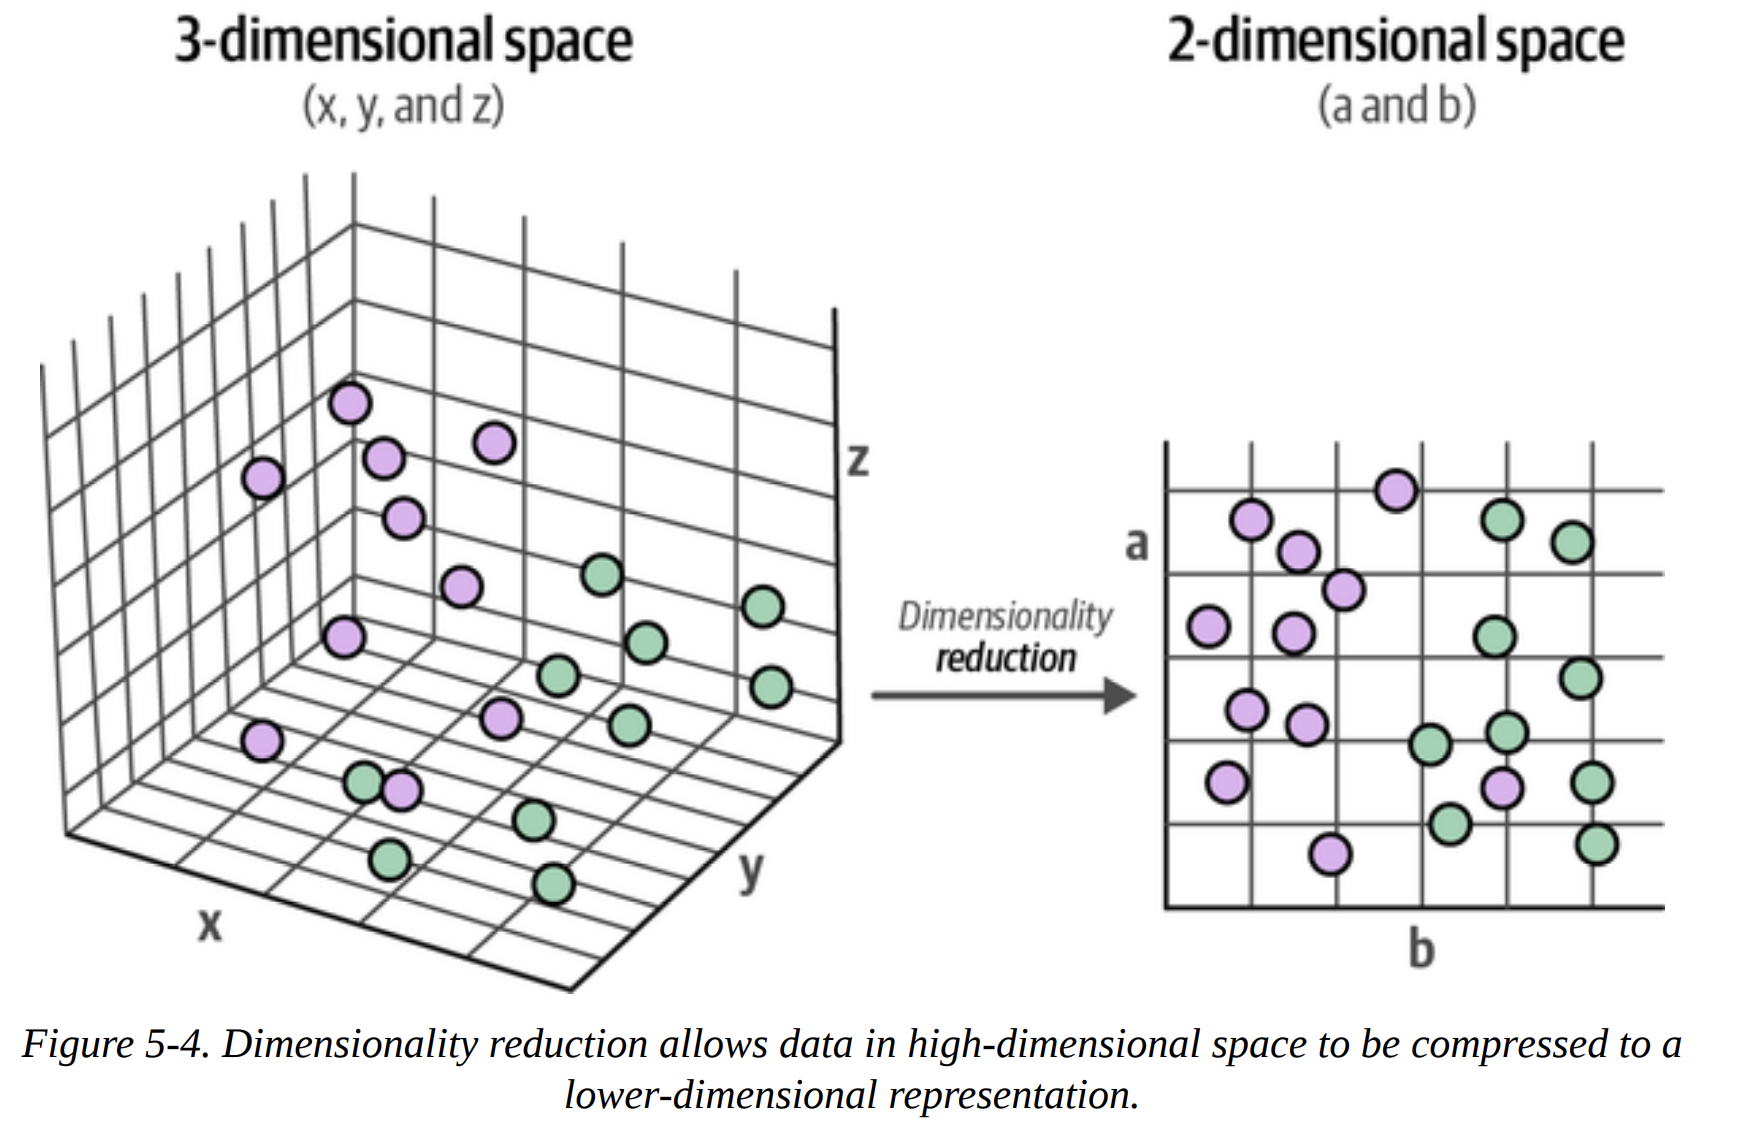 3-dimensional space
(x, y, and z)
2-dimensional space
(a and b)
z
y
x
Dimensionality
reduction
a
b
Figure 5-4. Dimensionality reduction allows data in high-dimensional space to be compressed to a
lower-dimensional representation.